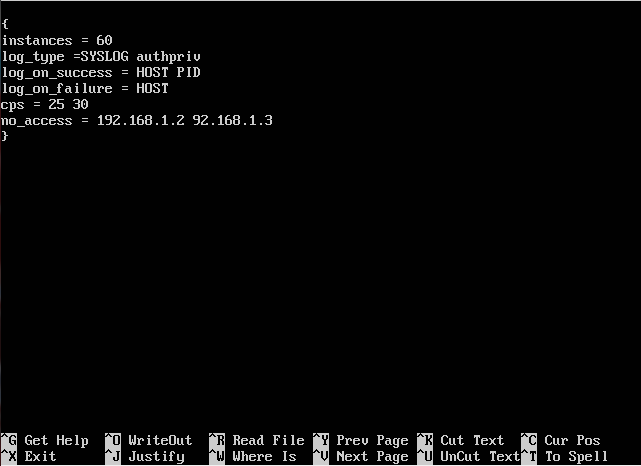 {
instances = 60
log_type =SYSLOG authpriv
log_on_success = HOST PID
log_on_failure = HOST
cps = 25 30
no_access = 192.168.1.2 92.168.1.3
}
^G Get Help ^O WriteOut ^R Read File ^Y Prev Page ^K Cut Text ^C Cur Pos
^X Exit ^J Justify ^W Where Is ^V Next Page ^U UnCut Text ^T To Spell